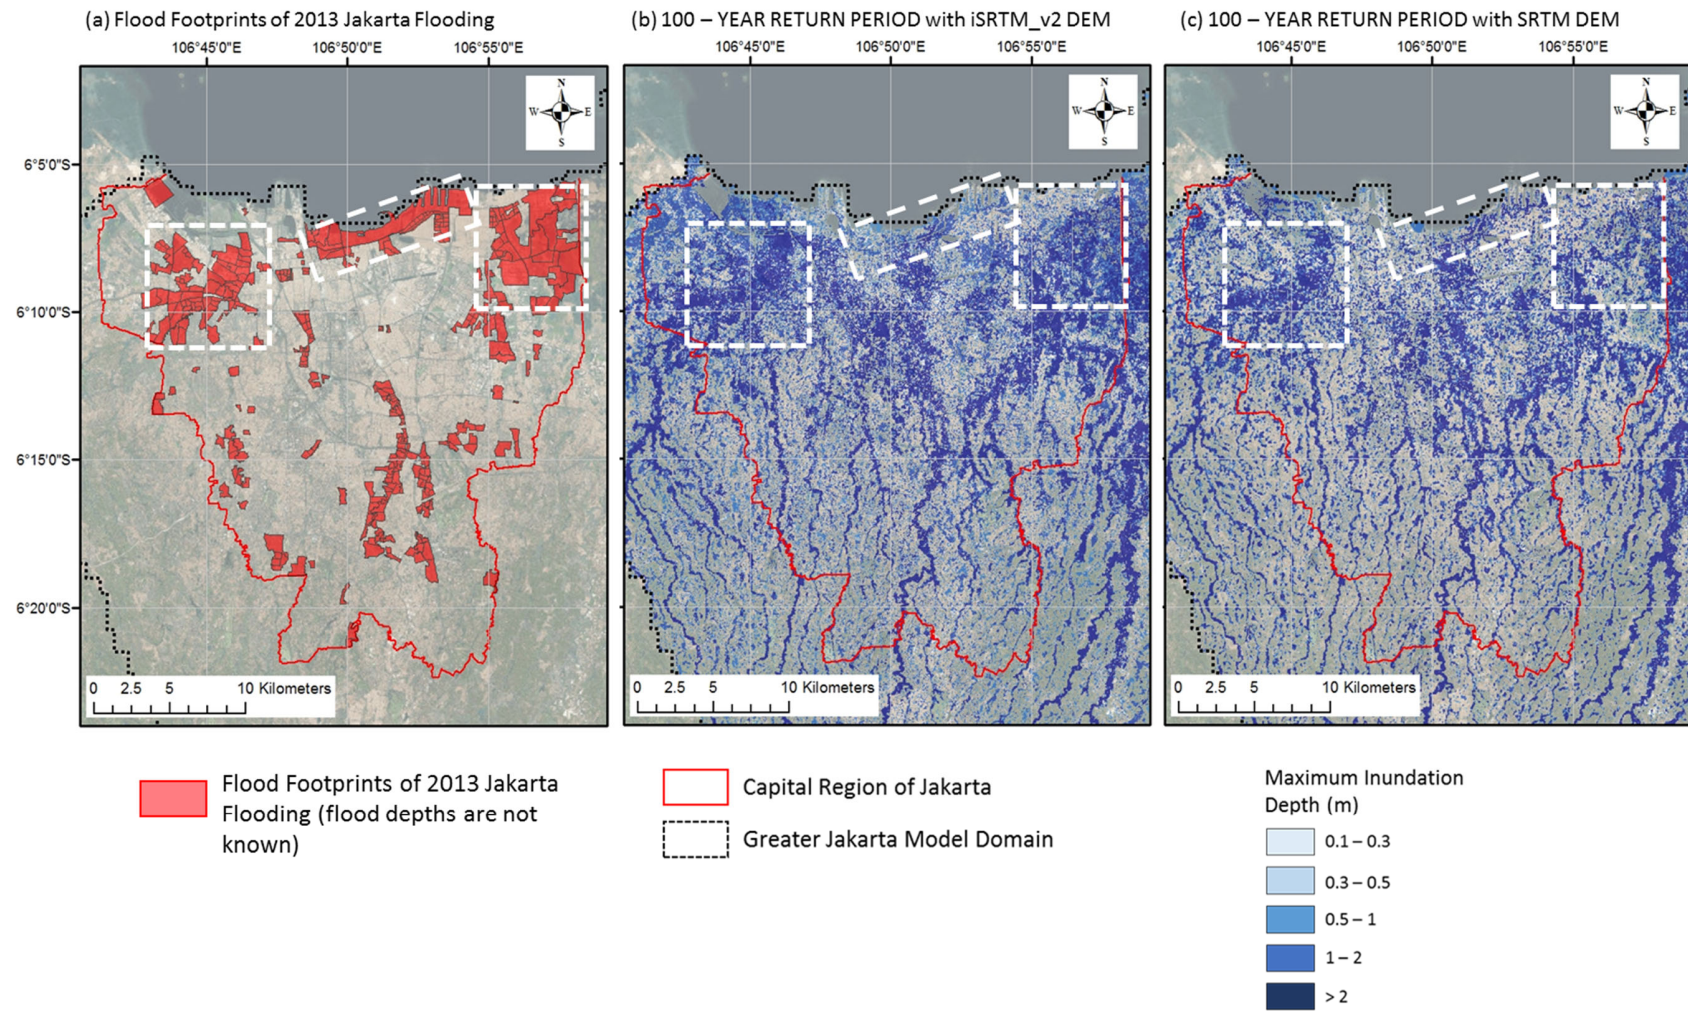 (a) Flood Footprints of 2013 Jakarta Flooding
(b) 100 – YEAR RETURN PERIOD with iSRTM_v2 DEM
(c) 100 – YEAR RETURN PERIOD with SRTM DEM
106°45'0"E 106°50'0"E 106°55'0"E
106°45'0"E 106°50'0"E 106°55'0"E
106°45'0"E 106°50'0"E 106°55'0"E
N
W E
S
N
W E
S
N
W E
S
6°5'0"S
6°10'0"S
6°15'0"S
6°20'0"S
0 2.5 5 10 Kilometers
0 2.5 5 10 Kilometers
0 2.5 5 10 Kilometers
Flood Footprints of 2013 Jakarta
Flooding (flood depths are not
known)
Capital Region of Jakarta
Greater Jakarta Model Domain
Maximum Inundation
Depth (m)
0.1 – 0.3
0.3 – 0.5
0.5 – 1
1 – 2
> 2